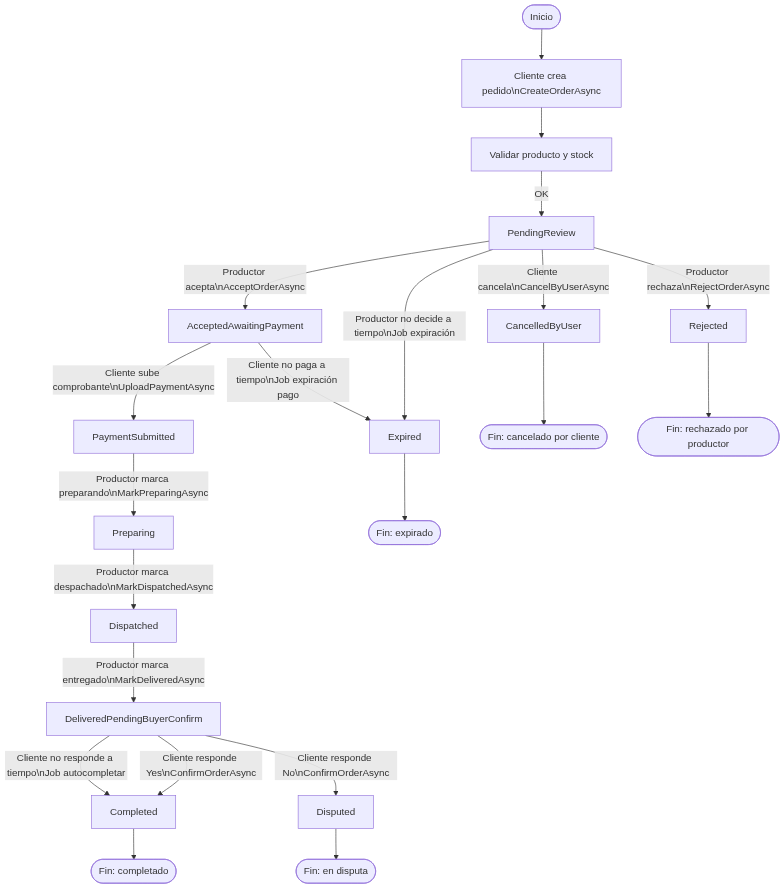 Inicio
Cliente crea
pedido\nCreateOrderAsync
Validar producto y stock
OK
PendingReview
Productor
acepta\nAcceptOrderAsync
Cliente
cancela\nCancelByUserAsync
Productor
rechaza\nRejectOrderAsync
Productor no decide a
tiempo\nJob expiración
AcceptedAwaitingPayment
CancelledByUser
Rejected
Cliente sube
comprobante\nUploadPaymentAsync
Cliente no paga a
tiempo\nJob expiración
pago
PaymentSubmitted
Expired
Fin: cancelado por cliente
Fin: rechazado por
productor
Productor marca
preparando\nMarkPreparingAsync
Preparing
Fin: expirado
Productor marca
despachado\nMarkDispatchedAsync
Dispatched
Productor marca
entregado\nMarkDeliveredAsync
DeliveredPendingBuyerConfirm
Cliente no responde a
tiempo\nJob autocompletar
Cliente responde
Yes\nConfirmOrderAsync
Cliente responde
No\nConfirmOrderAsync
Completed
Disputed
Fin: completado
Fin: en disputa